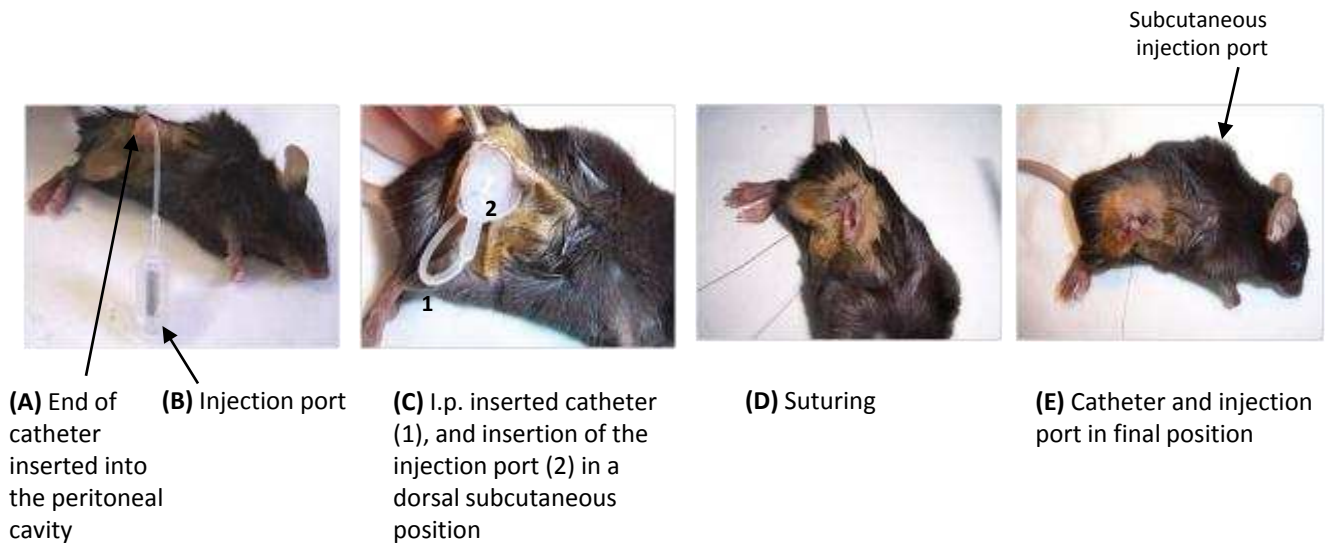 Subcutaneous
injection port
2
1
(A) End of
catheter
inserted into
the peritoneal
cavity
(B) Injection port
(C) I.p. inserted catheter
(1), and insertion of the
injection port (2) in a
dorsal subcutaneous
position
(D) Suturing
(E) Catheter and injection
port in final position